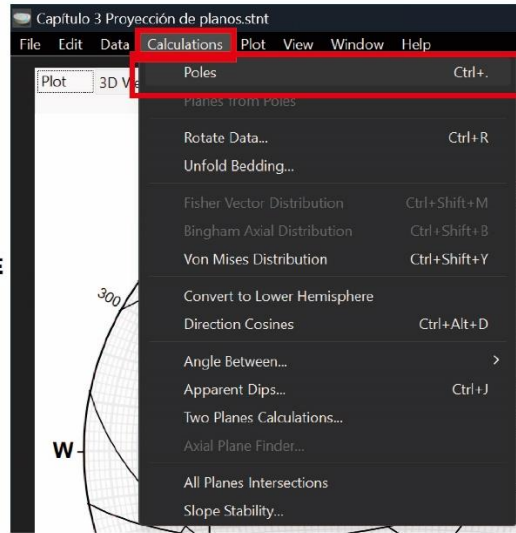 Capítulo 3 Proyección de planos.stnt
File Edit Data Calculations Plot View Window Help
Plot 3D Vie
Poles Ctrl+.
Planes from Poles
Rotate Data... Ctrl+R
Unfold Bedding...
Fisher Vector Distribution Ctrl+Shift+M
Bingham Axial Distribution Ctrl+Shift+B
Von Mises Distribution Ctrl+Shift+Y
E
300
Convert to Lower Hemisphere
Direction Cosines Ctrl+Alt+D
Angle Between... >
Apparent Dips... Ctrl+J
Two Planes Calculations...
W
Axial Plane Finder...
All Planes Intersections
Slope Stability...